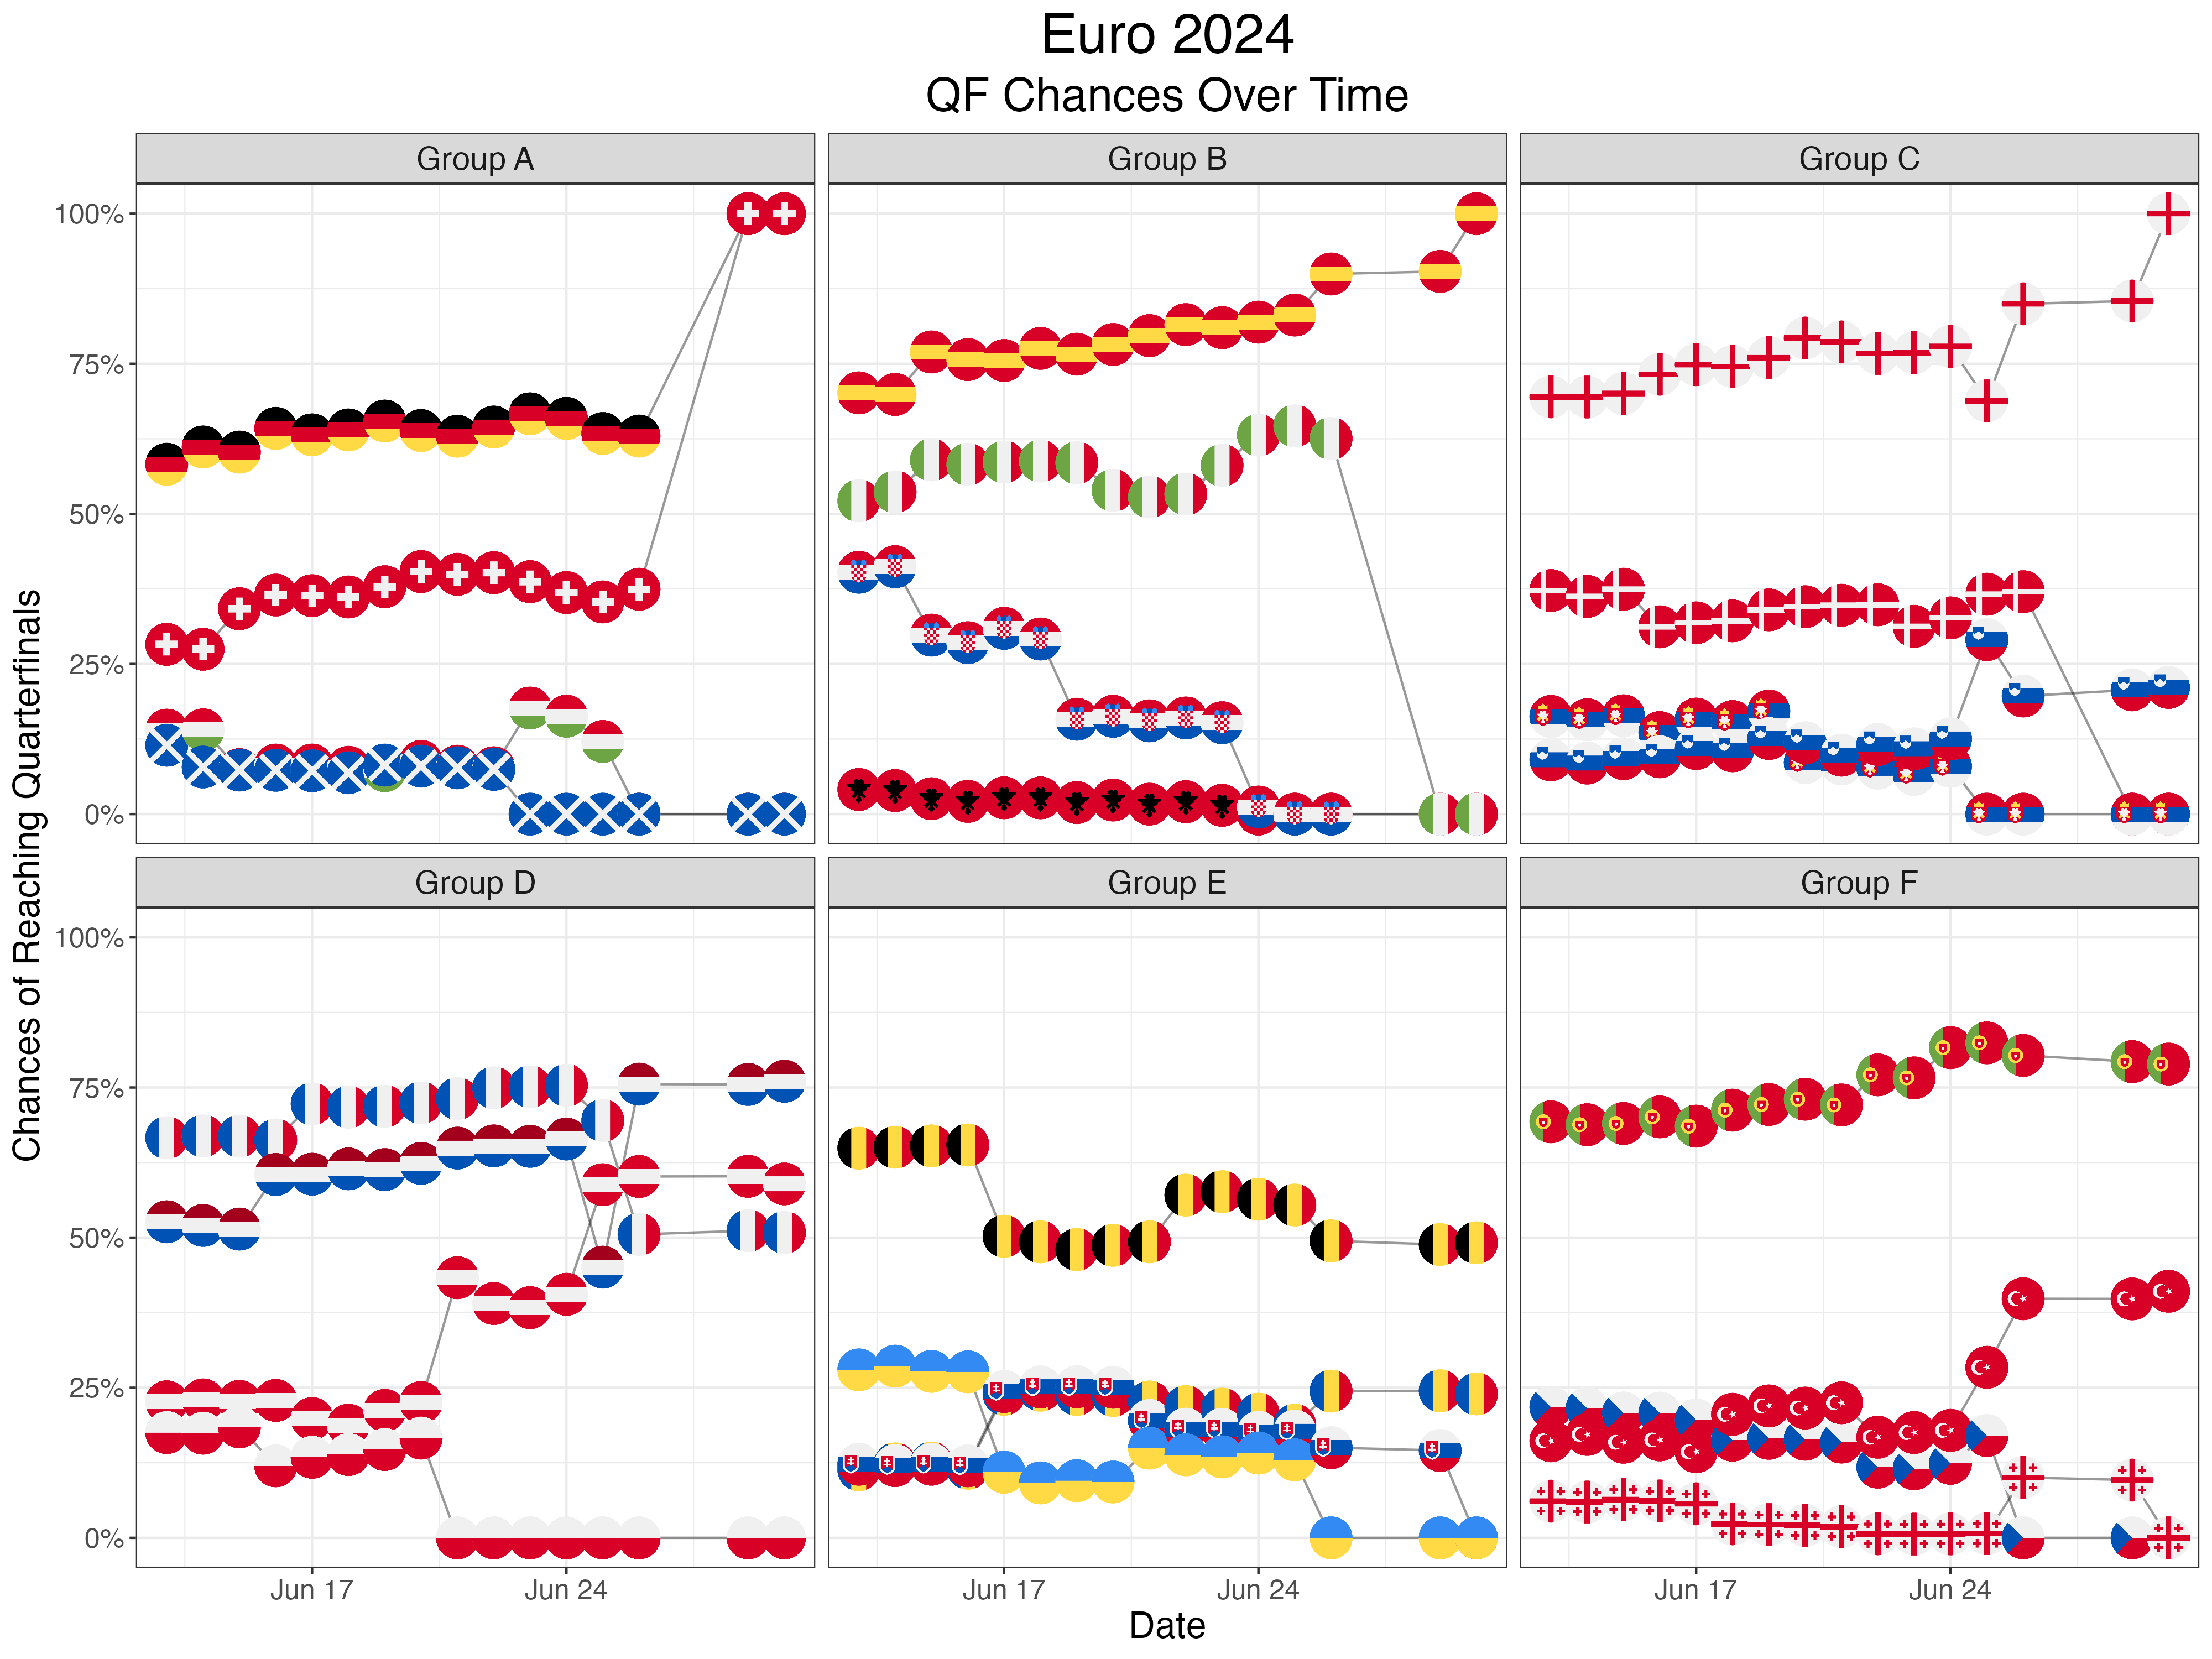 Euro 2024
QF Chances Over Time
Group A
Group B
Group C
100%
75%
50%
25%
0%
Group D
Group E
Group F
100%
75%
50%
25%
0%
Jun 17
Jun 24
Jun 17
Jun 24
Jun 17
Jun 24
Date
Chances of Reaching Quarterfinals